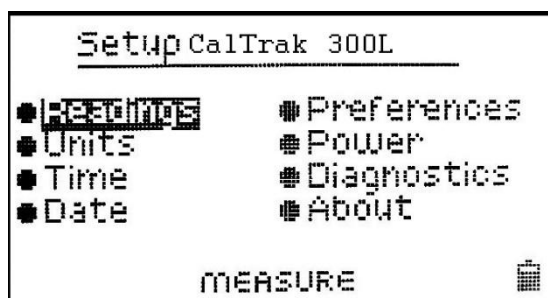 Setup CalTrak 300L
Readings
Units
Time
Date
Preferences
Power
Diagnostics
About
MEASURE